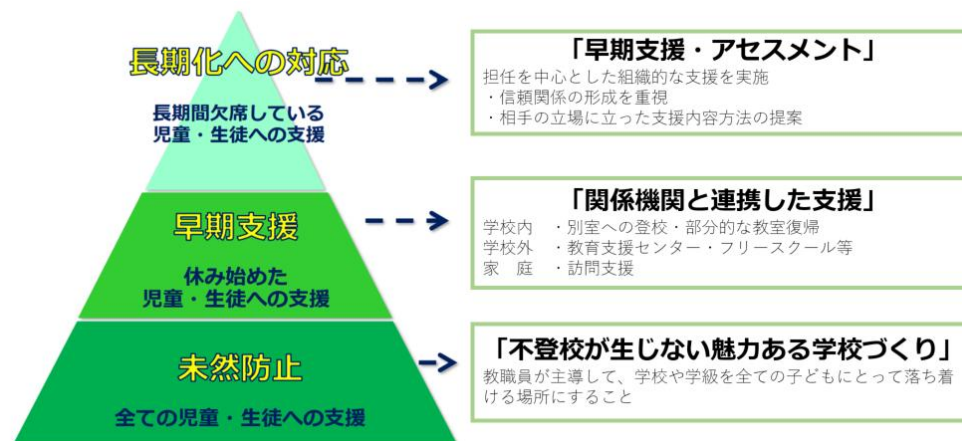 長期化への対応
長期間欠席している
児童・生徒への支援
「早期支援・アセスメント」
担任を中心とした組織的な支援を実施
・信頼関係の形成を重視
・相手の立場に立った支援内容方法の提案
早期支援
休み始めた
児童・生徒への支援
「関係機関と連携した支援」
学校内　・別室への登校・部分的な教室復帰
学校外　・教育支援センター・フリースクール等
家　庭　・訪問支援
未然防止
全ての児童・生徒への支援
「不登校が生じない魅力ある学校づくり」
教職員が主導して、学校や学級を全ての子どもにとって落ち着
ける場所にすること